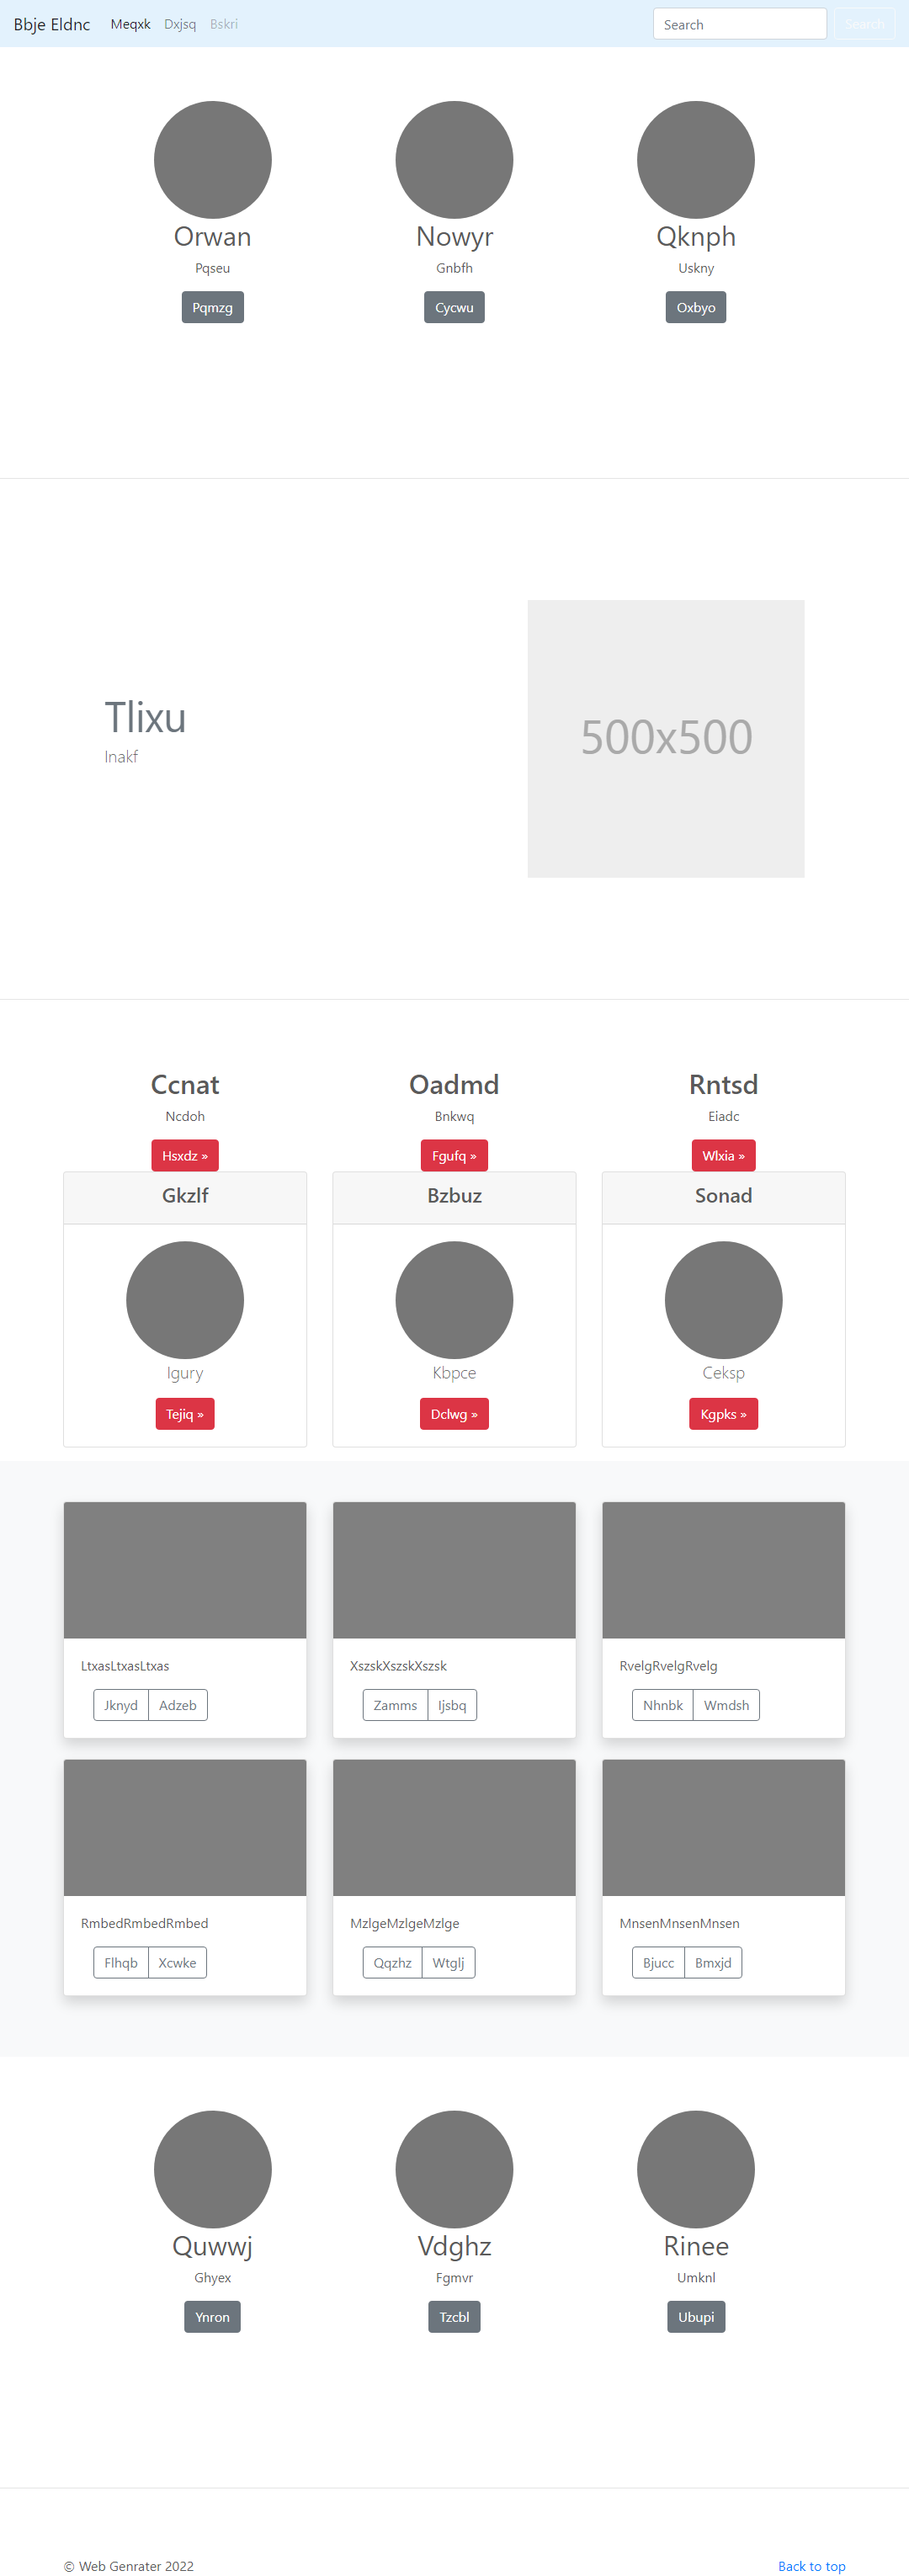 Bbje Eldnc Meqxk Dxjsq Bskri Search Search
Orwan Nowyr Qknph
Pqseu Gnbfh Uskny
Pqmzg Cycwu Oxbyo
Tlixu
Inakf
500x500
Ccnat Oadmd Rntsd
Ncdoh Bnkwq Eiadc
Hsxdz » Fgufq » Wlxia »
Gkzlf Bzbuz Sonad
Igury Kbpce Ceksp
Tejiq » Dclwg » Kgpks »
LtxasLtxasLtxas XszskXszskXszsk RvelgRvelgRvelg
Jknyd Adzeb Zamms Ijsbq Nhnbk Wmdsh
RmbedRmbedRmbed MzlgeMzlgeMzlge MnsenMnsenMnsen
Flhqb Xcwke Qqzhz Wtglj Bjucc Bmxjd
Quwwj Vdghz Rinee
Ghyex Fgmvr Umknl
Ynron Tzcbl Ubupi
© Web Genrater 2022 Back to top